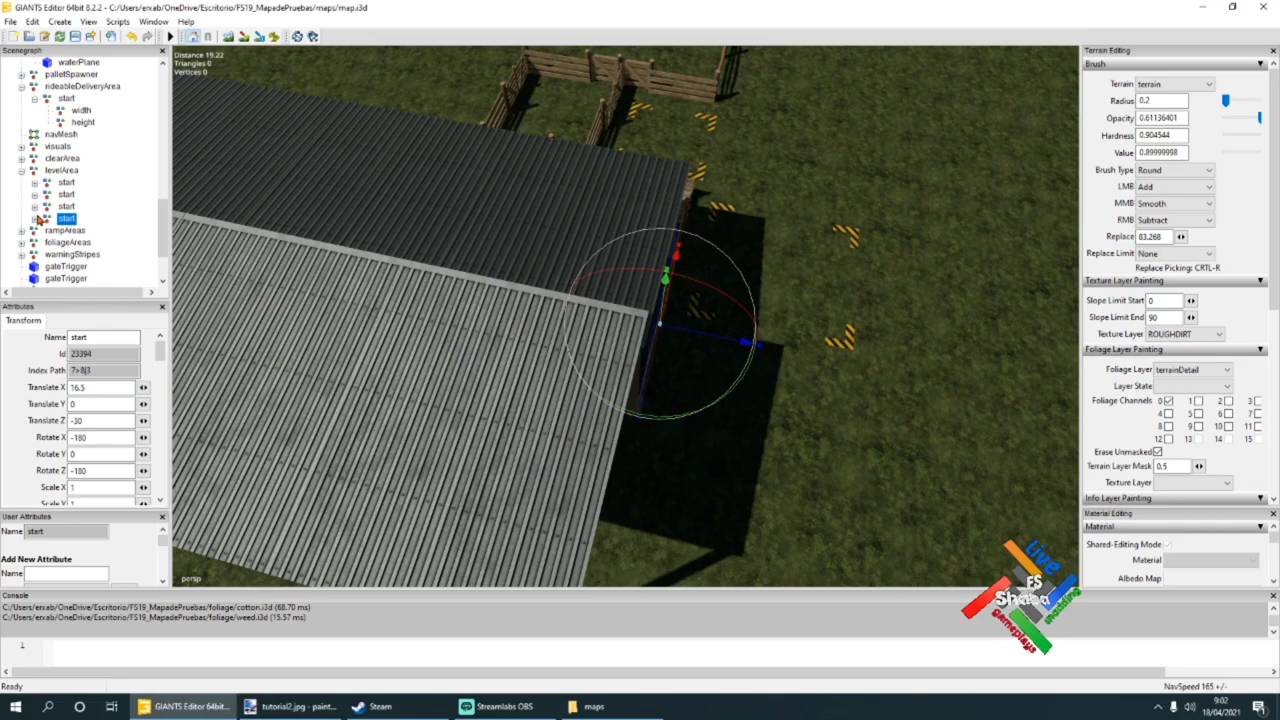 GIANTS Editor 64bit 8.2.2 - C:/Users/erxab/OneDrive/Escritorio/FS19_MapadePruebas/maps/map.i3d
File Edit Create View Scripts Window Help
Scenegraph
waterPlane
palletSpawner
rideableDeliveryArea
start
width
height
navMesh
visuals
clearArea
levelArea
start
start
start
start
rampAreas
foliageAreas
warningStripes
gateTrigger
gateTrigger
Attributes
Transform
Name start
Id 23394
Index Path 7>8|3
Translate X 16.5
Translate Y 0
Translate Z -30
Rotate X -180
Rotate Y 0
Rotate Z -180
Scale X 1
Scale Y 1
User Attributes
Name start
Add New Attribute
Name
Distance 19.22
Triangles 0
Vertices 0
persp
Live
ES
Shaba
gameplays
modding
Terrain Editing
Brush
Terrain terrain
Radius 0.2
Opacity 0.61136401
Hardness 0.904544
Value 0.89999998
Brush Type Round
LMB Add
MMB Smooth
RMB Subtract
Replace 83.268
Replace Limit None
Replace Picking: CRTL-R
Texture Layer Painting
Slope Limit Start 0
Slope Limit End 90
Texture Layer ROUGHDIRT
Foliage Layer Painting
Foliage Layer terrainDetail
Layer State
Foliage Channels 0 1 2 3
4 5 6 7
8 9 10 11
12 13 14 15
Erase Unmasked
Terrain Layer Mask 0.5
Texture Layer
Info Layer Painting
Material Editing
Material
Shared-Editing Mode
Material
Albedo Map
Console
C:/Users/erxab/OneDrive/Escritorio/FS19_MapadePruebas/foliage/cotton.i3d (68.70 ms)
C:/Users/erxab/OneDrive/Escritorio/FS19_MapadePruebas/foliage/weed.i3d (15.57 ms)
1
Ready
NavSpeed 165 +/-
GIANTS Editor 64bit...
tutorial2.jpg - paint...
Steam
Streamlabs OBS
maps
9:02
18/04/2021